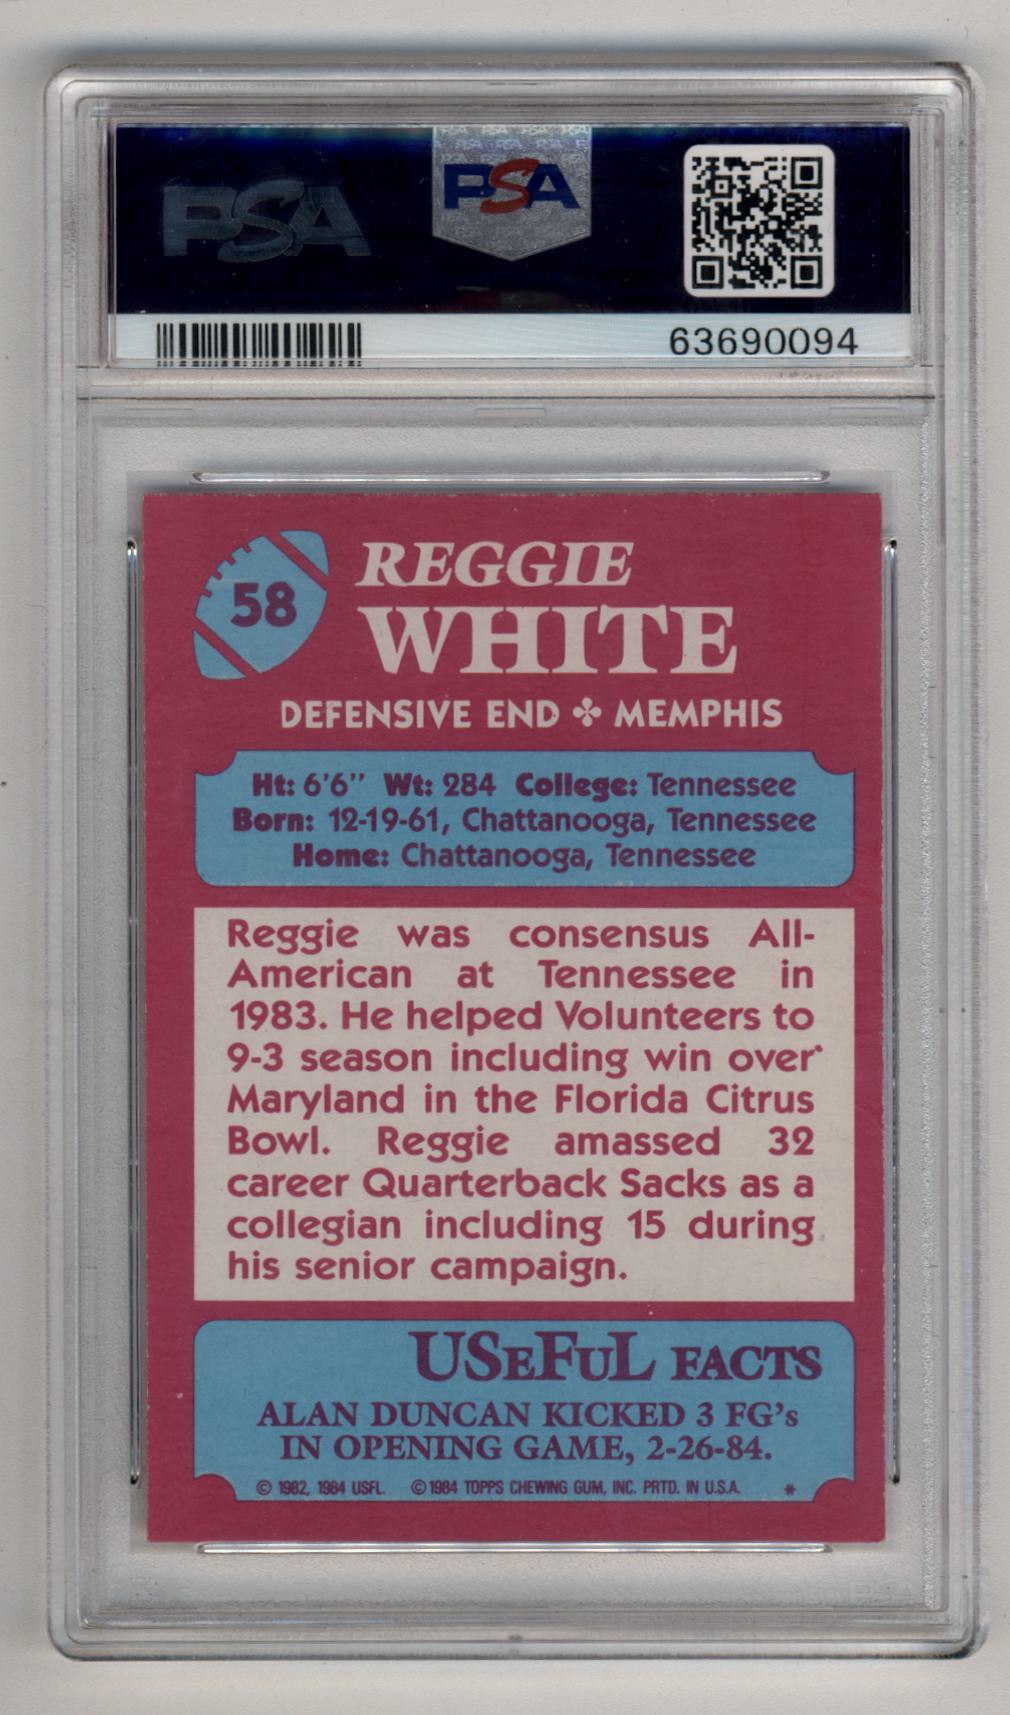 PSA
PSA
63690094
58
REGGIE
WHITE
DEFENSIVE END ✤ MEMPHIS
Ht: 6'6" Wt: 284 College: Tennessee
Born: 12-19-61, Chattanooga, Tennessee
Home: Chattanooga, Tennessee
Reggie was consensus All-
American at Tennessee in
1983. He helped Volunteers to
9-3 season including win over
Maryland in the Florida Citrus
Bowl. Reggie amassed 32
career Quarterback Sacks as a
collegian including 15 during
his senior campaign.
USeFuL FACTS
ALAN DUNCAN KICKED 3 FG's
IN OPENING GAME, 2-26-84.
© 1982, 1984 USFL. © 1984 TOPPS CHEWING GUM, INC. PRTD. IN U.S.A. *